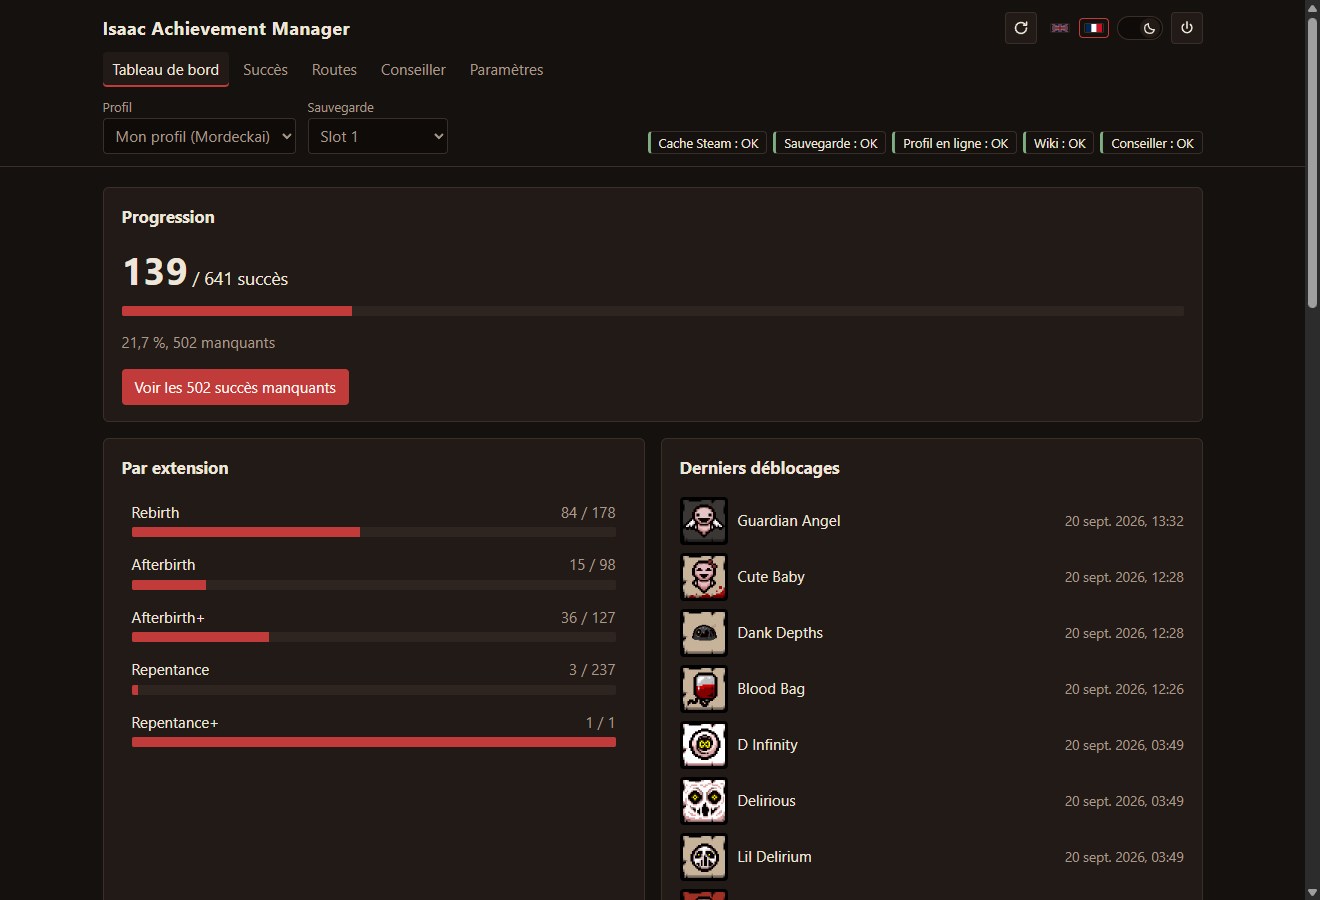 Isaac Achievement Manager
Tableau de bord
Succès
Routes
Conseiller
Paramètres
Profil
Sauvegarde
Mon profil (Mordeckai)
Slot 1
Cache Steam : OK
Sauvegarde : OK
Profil en ligne : OK
Wiki : OK
Conseiller : OK
Progression
139 / 641 succès
21,7 %, 502 manquants
Voir les 502 succès manquants
Par extension
Rebirth 84 / 178
Afterbirth 15 / 98
Afterbirth+ 36 / 127
Repentance 3 / 237
Repentance+ 1 / 1
Derniers déblocages
Guardian Angel 20 sept. 2026, 13:32
Cute Baby 20 sept. 2026, 12:28
Dank Depths 20 sept. 2026, 12:28
Blood Bag 20 sept. 2026, 12:26
D Infinity 20 sept. 2026, 03:49
Delirious 20 sept. 2026, 03:49
Lil Delirium 20 sept. 2026, 03:49